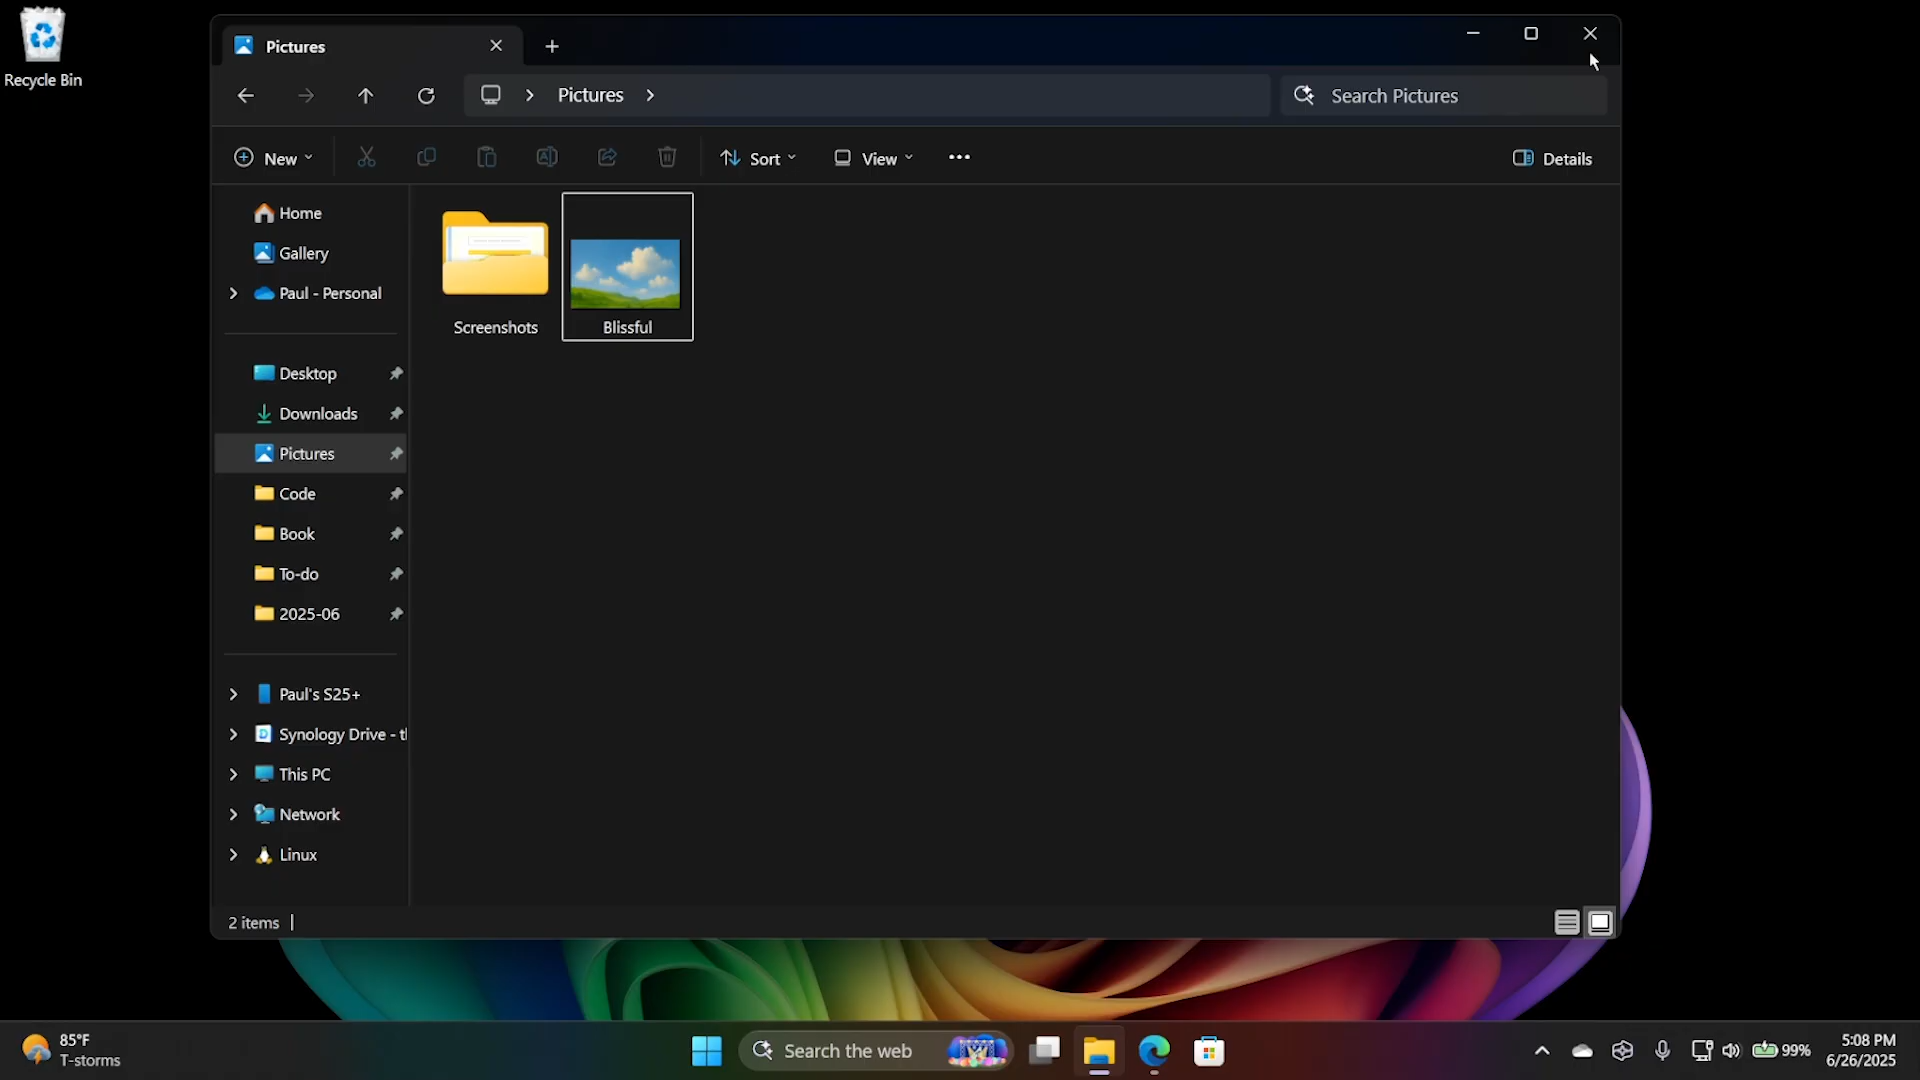 Recycle Bin
Pictures
Pictures
Search Pictures
New
Sort
View
Details
Home
Gallery
Paul - Personal
Desktop
Downloads
Pictures
Code
Book
To-do
2025-06
Paul's S25+
Synology Drive - tl
This PC
Network
Linux
Screenshots
Blissful
2 items
85°F
T-storms
Search the web
99%
5:08 PM
6/26/2025